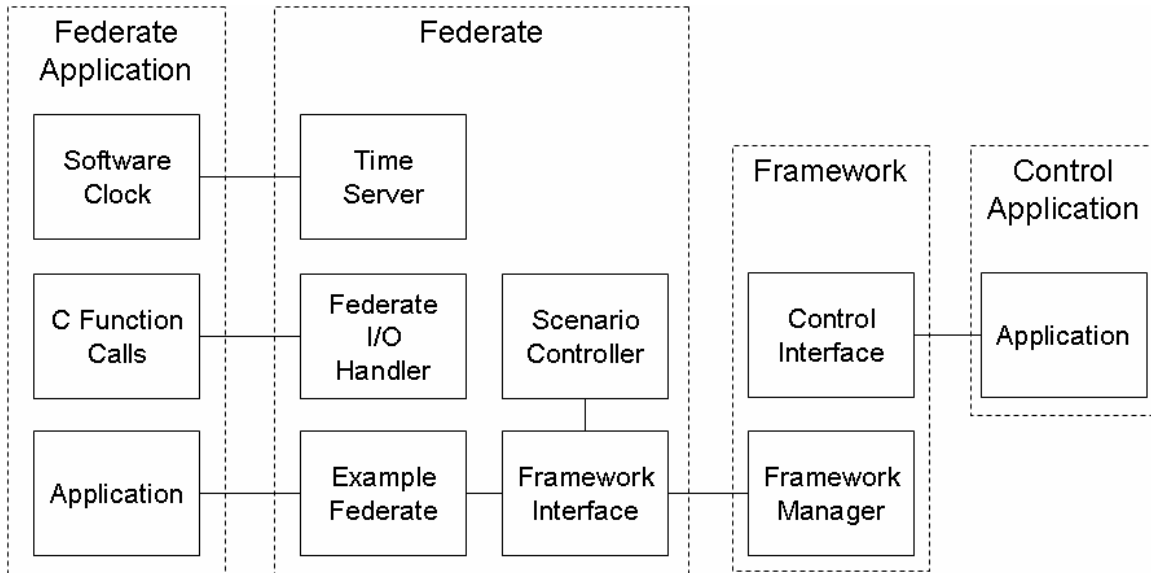 Federate
Application
Federate
Software
Clock
Time
Server
Framework
Control
Application
C Function
Calls
Federate
I/O
Handler
Scenario
Controller
Control
Interface
Application
Application
Example
Federate
Framework
Interface
Framework
Manager